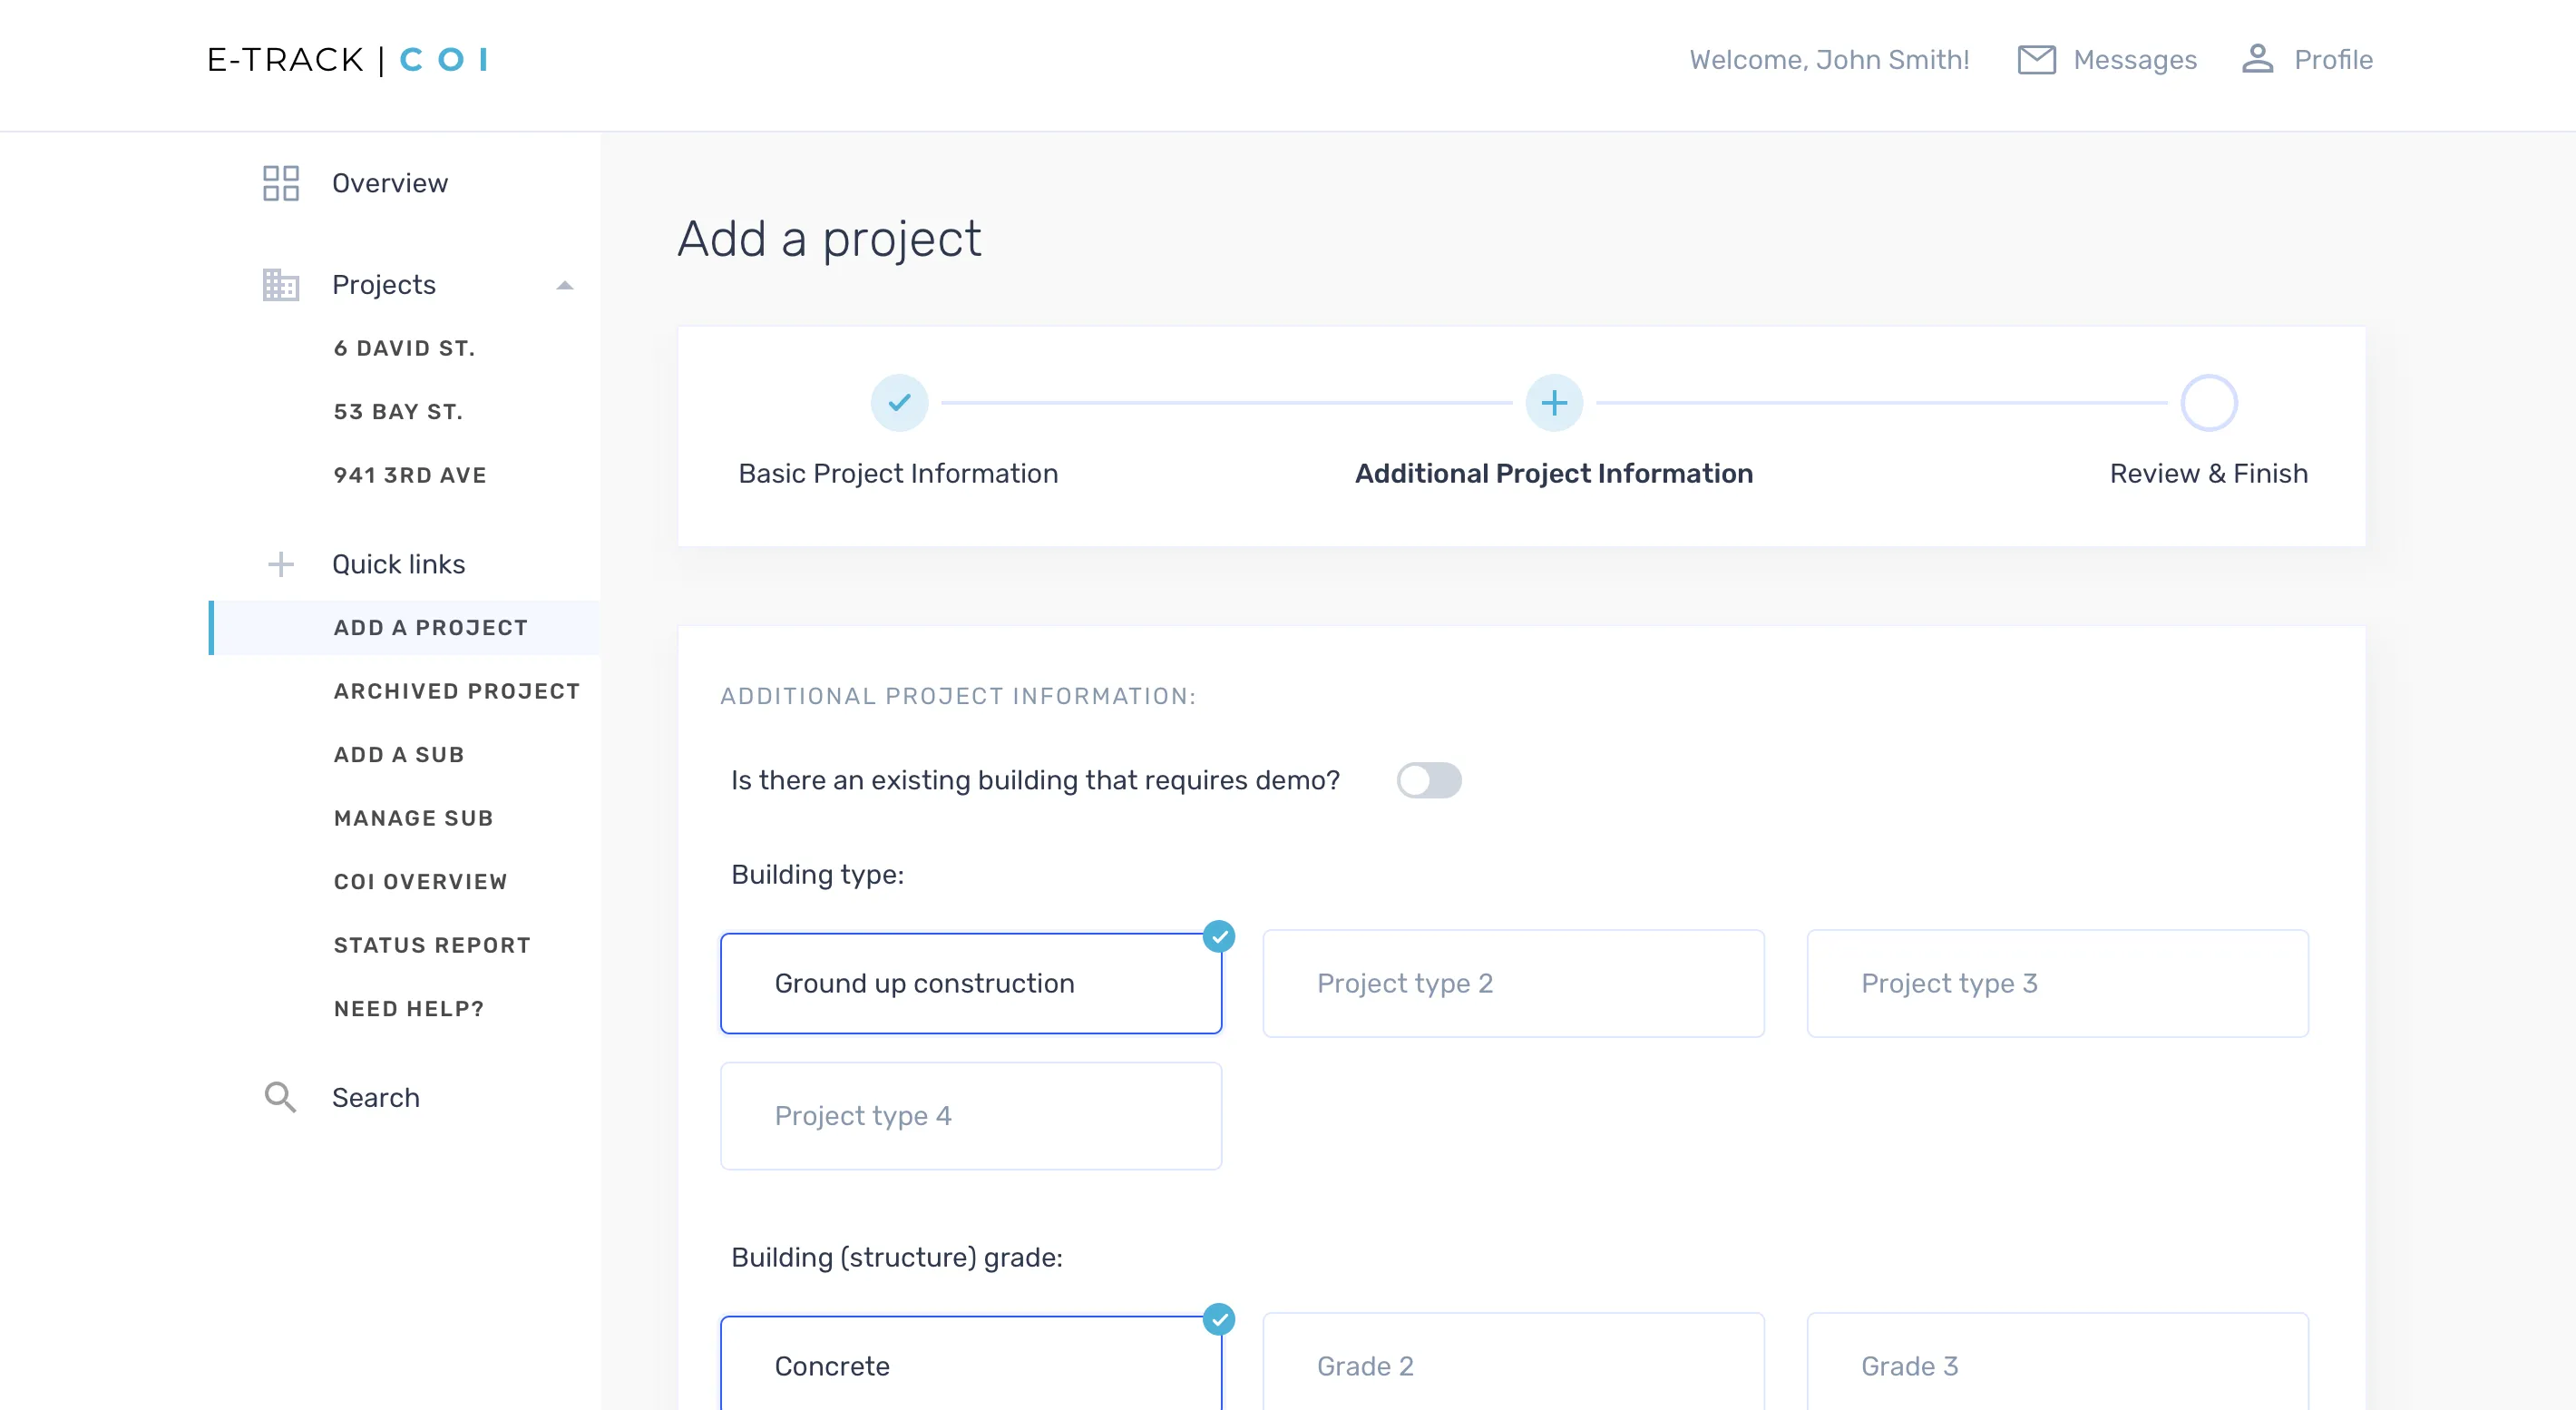 E-TRACK | COI
Welcome, John Smith!
Messages
Profile
Overview
Projects
6 DAVID ST.
53 BAY ST.
941 3RD AVE
Quick links
ADD A PROJECT
ARCHIVED PROJECT
ADD A SUB
MANAGE SUB
COI OVERVIEW
STATUS REPORT
NEED HELP?
Search
Add a project
Basic Project Information
Additional Project Information
Review & Finish
ADDITIONAL PROJECT INFORMATION:
Is there an existing building that requires demo?
Building type:
Ground up construction
Project type 2
Project type 3
Project type 4
Building (structure) grade:
Concrete
Grade 2
Grade 3